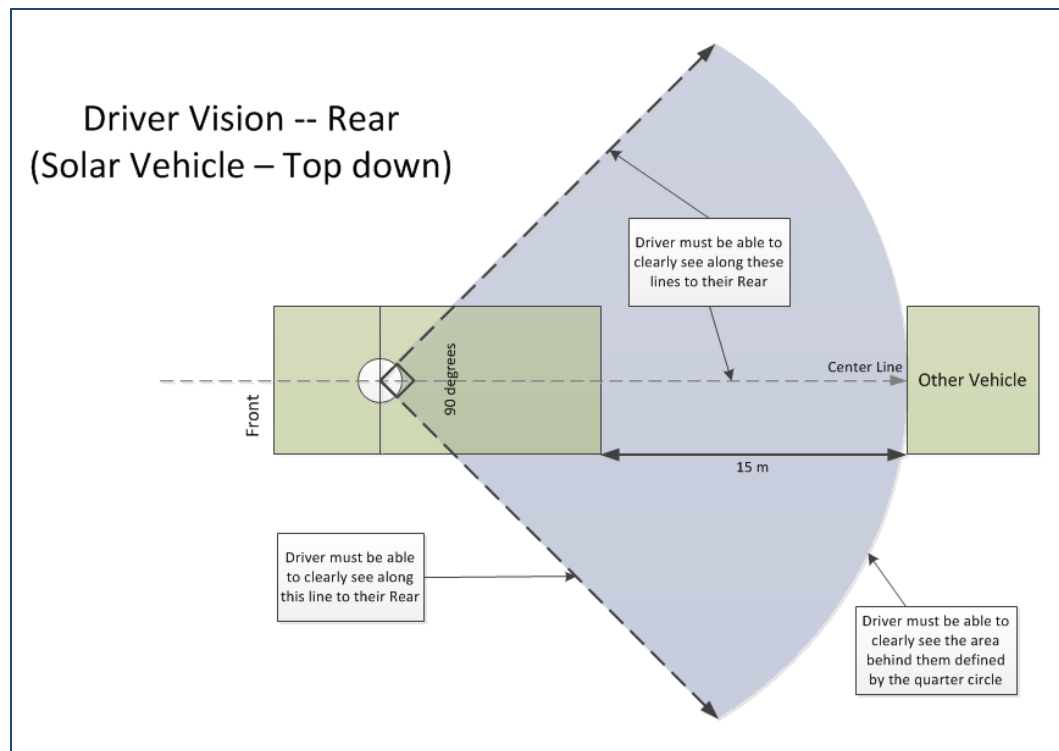 Driver Vision -- Rear
(Solar Vehicle – Top down)
Driver must be able to
clearly see along these
lines to their Rear
Center Line
Other Vehicle
90 degrees
Front
15 m
Driver must be able
to clearly see along
this line to their Rear
Driver must be able to
clearly see the area
behind them defined
by the quarter circle